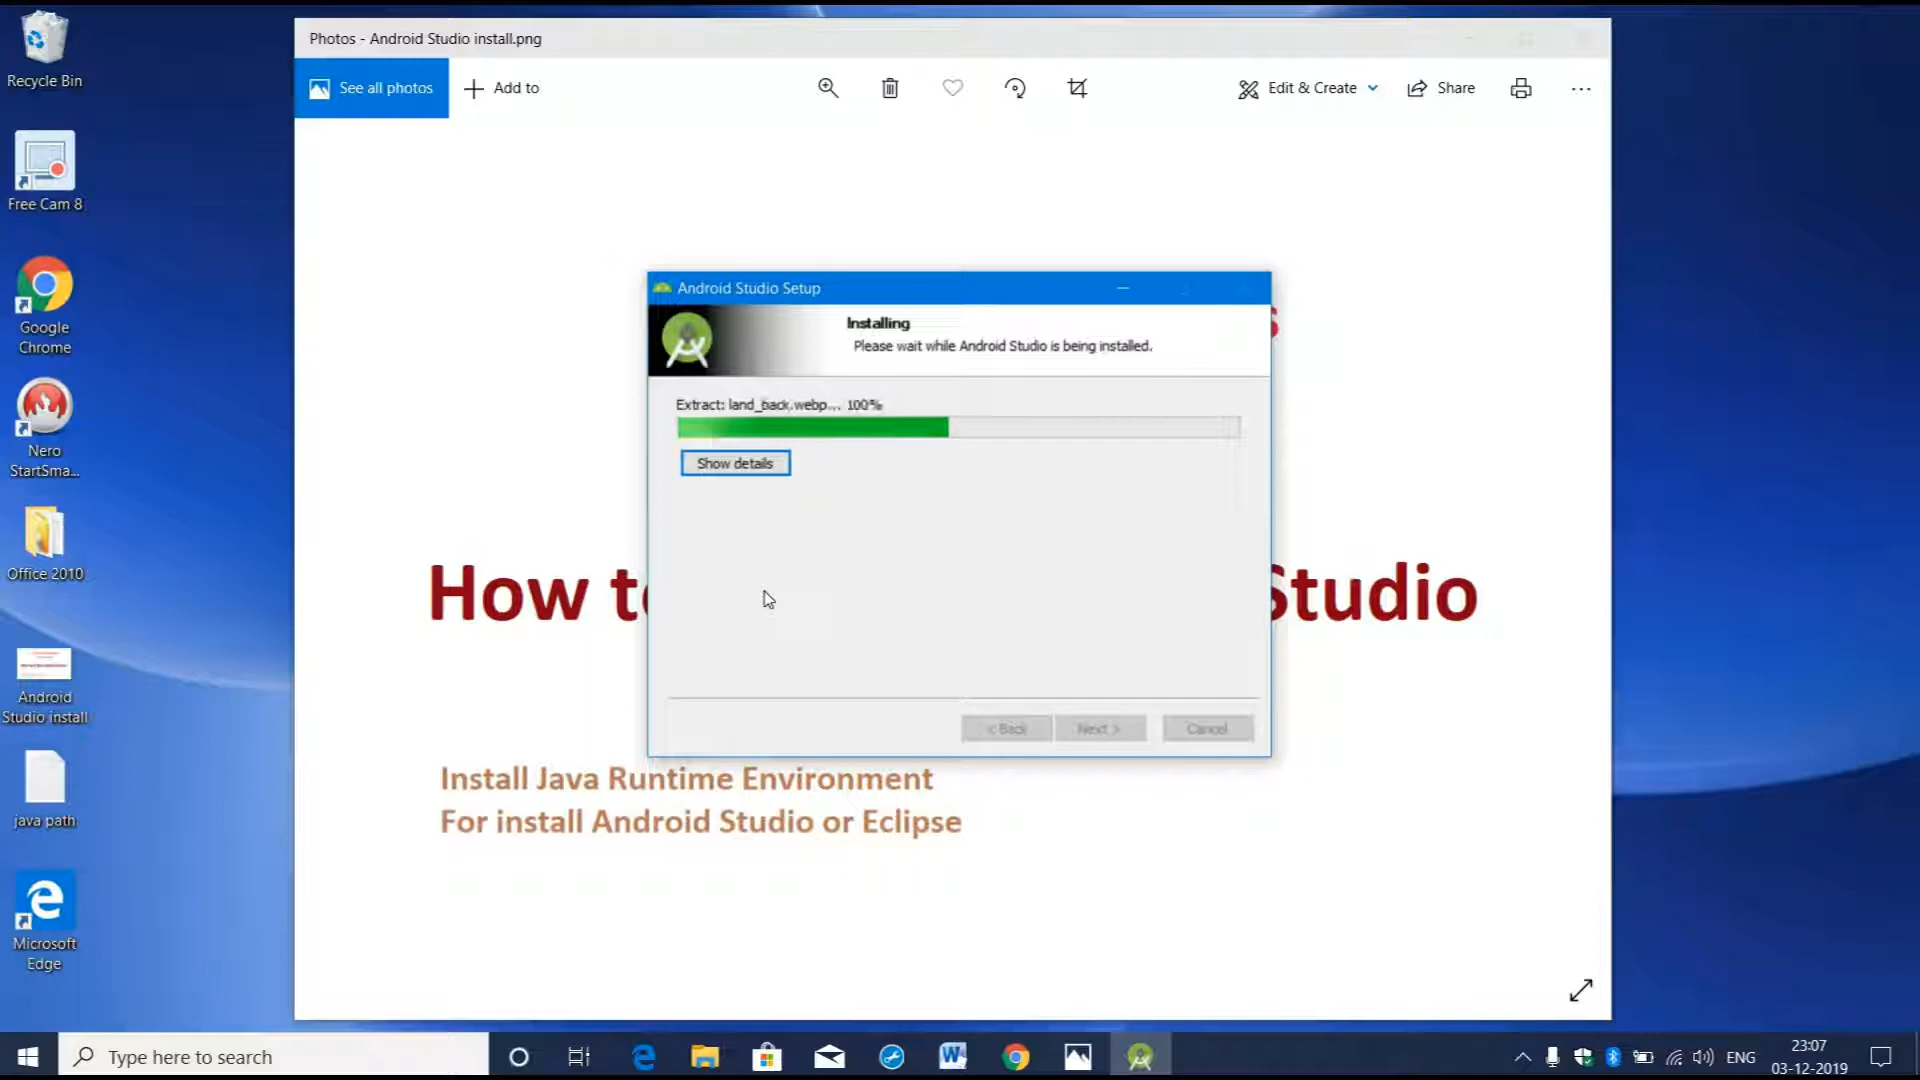 Recycle Bin
Free Cam 8
Google
Chrome
Nero
StartSma...
Office 2010
Android
Studio install
java path
Microsoft
Edge
Photos - Android Studio install.png
See all photos
Add to
Edit & Create
Share
Android Studio Setup
Installing
Please wait while Android Studio is being installed.
Extract: land_back.webp... 100%
Show details
< Back
Next >
Cancel
s
How to
Studio
Install Java Runtime Environment
For install Android Studio or Eclipse
Type here to search
ENG
23:07
03-12-2019